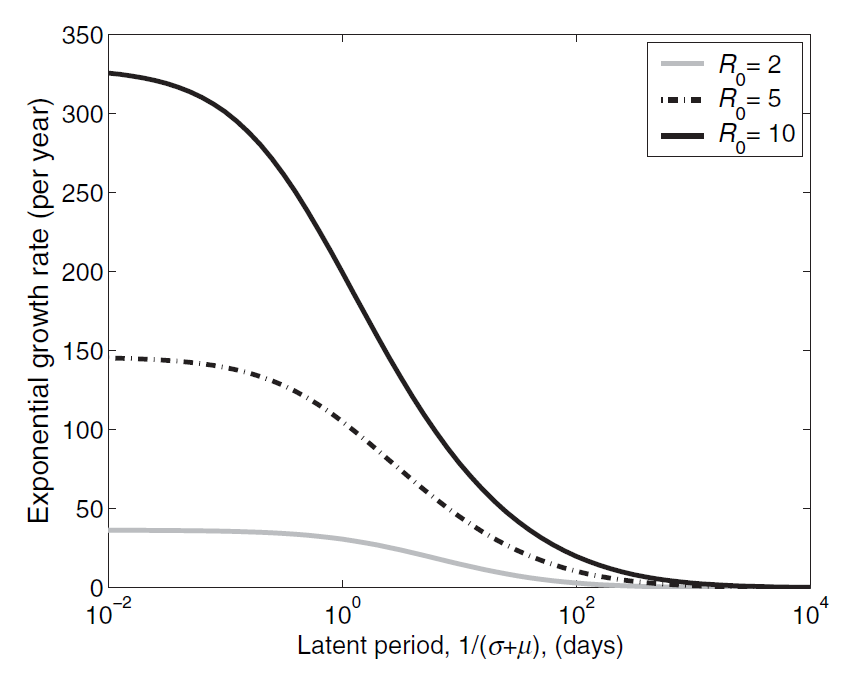 350
300
250
200
150
100
50
0
Exponential growth rate (per year)
R₀= 2
R₀= 5
R₀= 10
10⁻² 10⁰ 10² 10⁴
Latent period, 1/(σ+μ), (days)